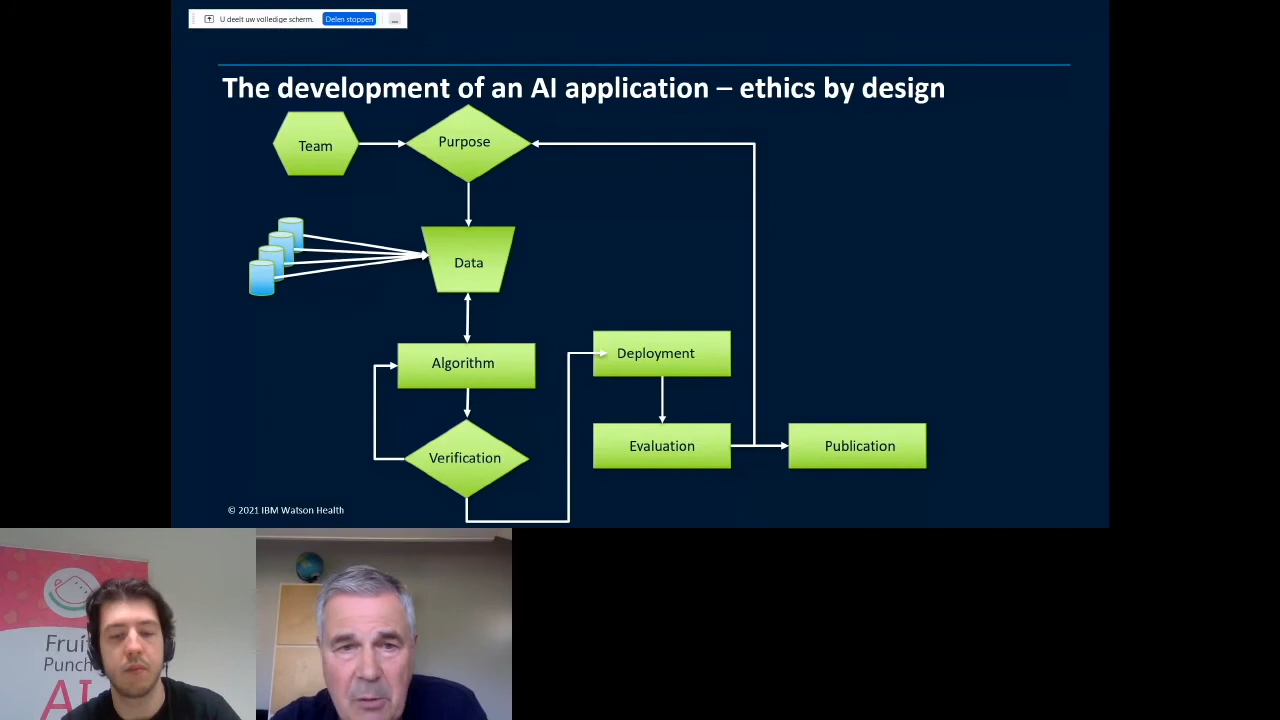 U deelt uw volledige scherm. Delen stoppen
The development of an AI application – ethics by design
Team
Purpose
Data
Algorithm
Deployment
Verification
Evaluation
Publication
© 2021 IBM Watson Health
Fruit
Punch
AI